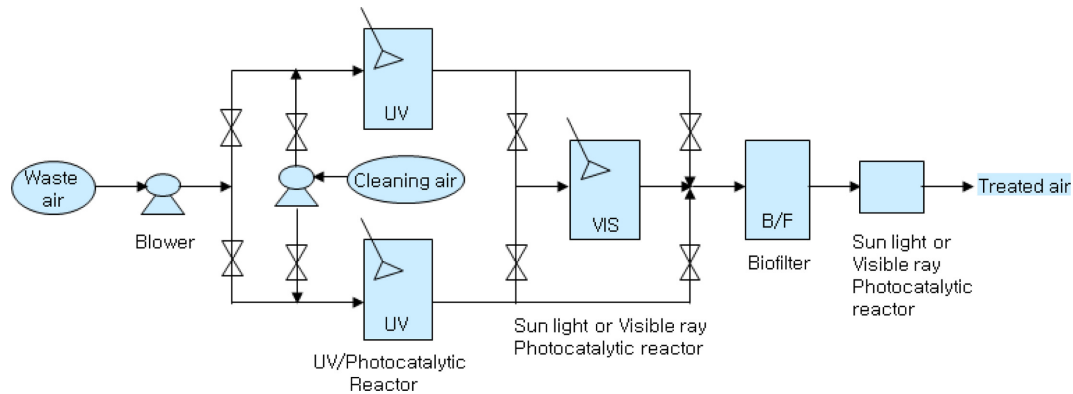 UV
Waste
air
Cleaning air
Blower
VIS
B/F
Treated air
Biofilter
Sun light or
Visible ray
Photocatalytic
reactor
UV
Sun light or Visible ray
Photocatalytic reactor
UV/Photocatalytic
Reactor